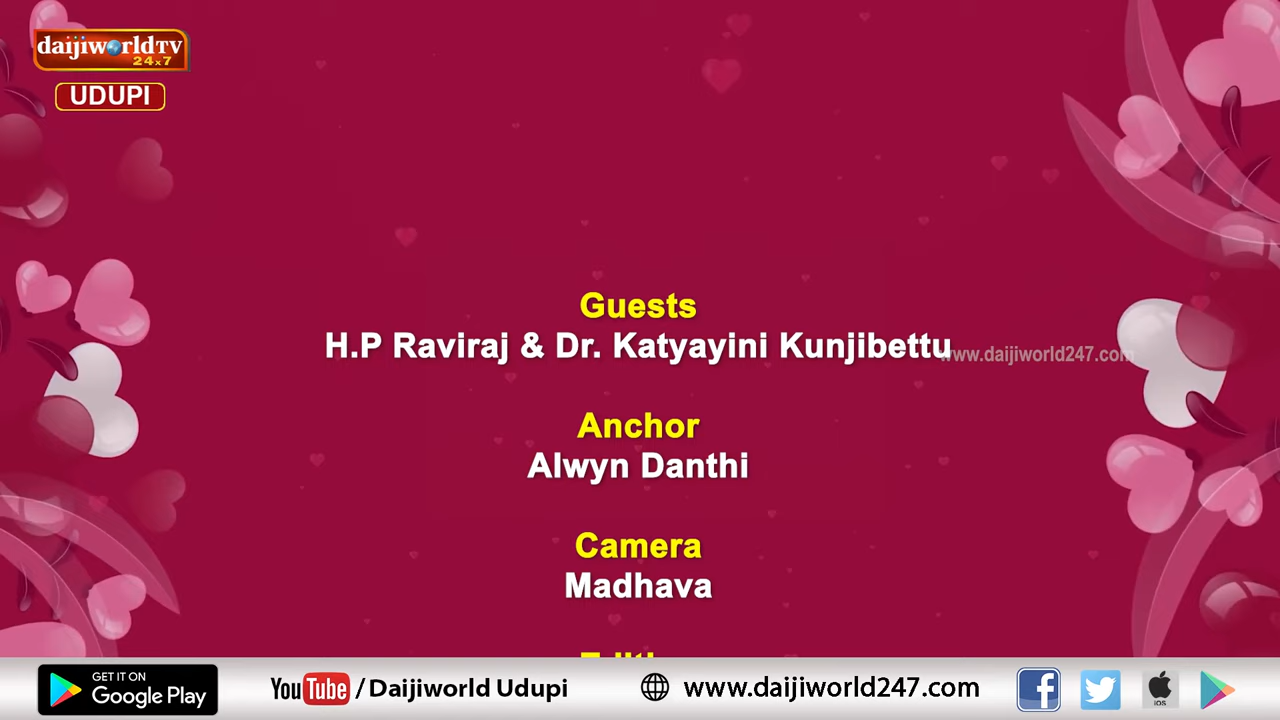 daijiworldTV
24x7
UDUPI
Guests
H.P Raviraj & Dr. Katyayini Kunjibettu
www.daijiworld247.com
Anchor
Alwyn Danthi
Camera
Madhava
GET IT ON
Google Play
YouTube /Daijiworld Udupi
www.daijiworld247.com
iOS